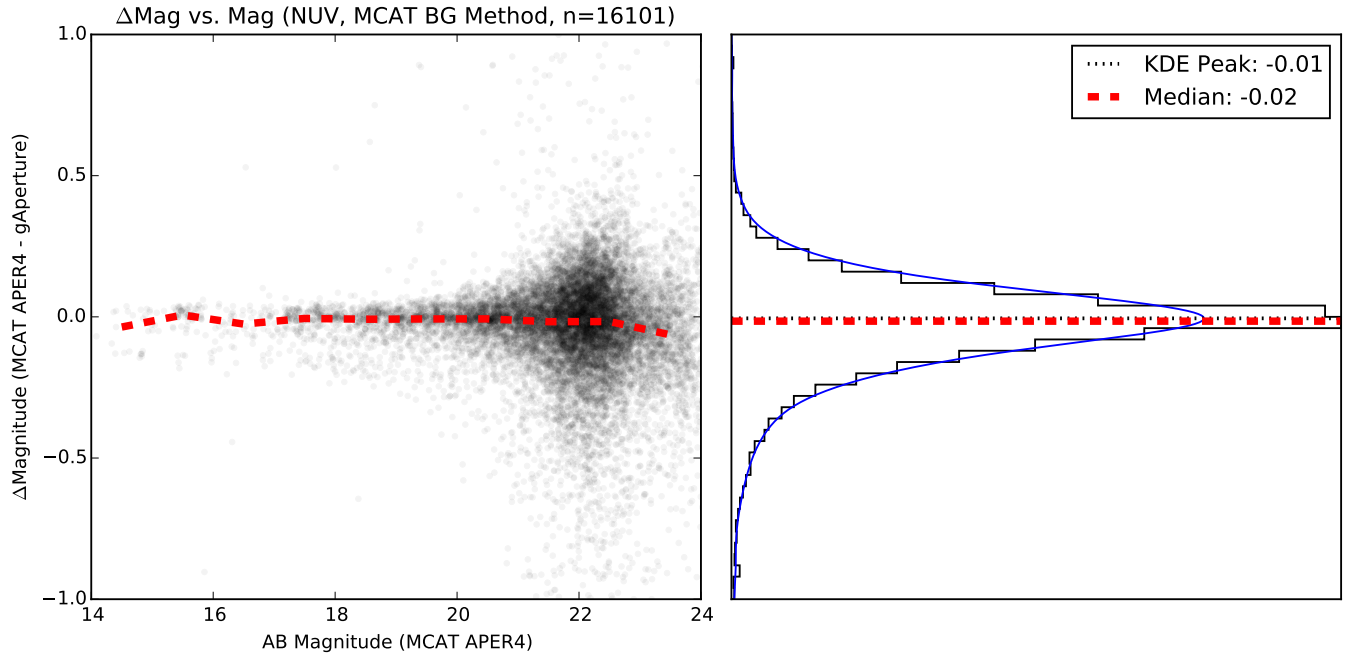 ΔMag vs. Mag (NUV, MCAT BG Method, n=16101)
ΔMagnitude (MCAT APER4 - gAperture)
1.0
0.5
0.0
−0.5
−1.0
14 16 18 20 22 24
AB Magnitude (MCAT APER4)
KDE Peak: -0.01
Median: -0.02